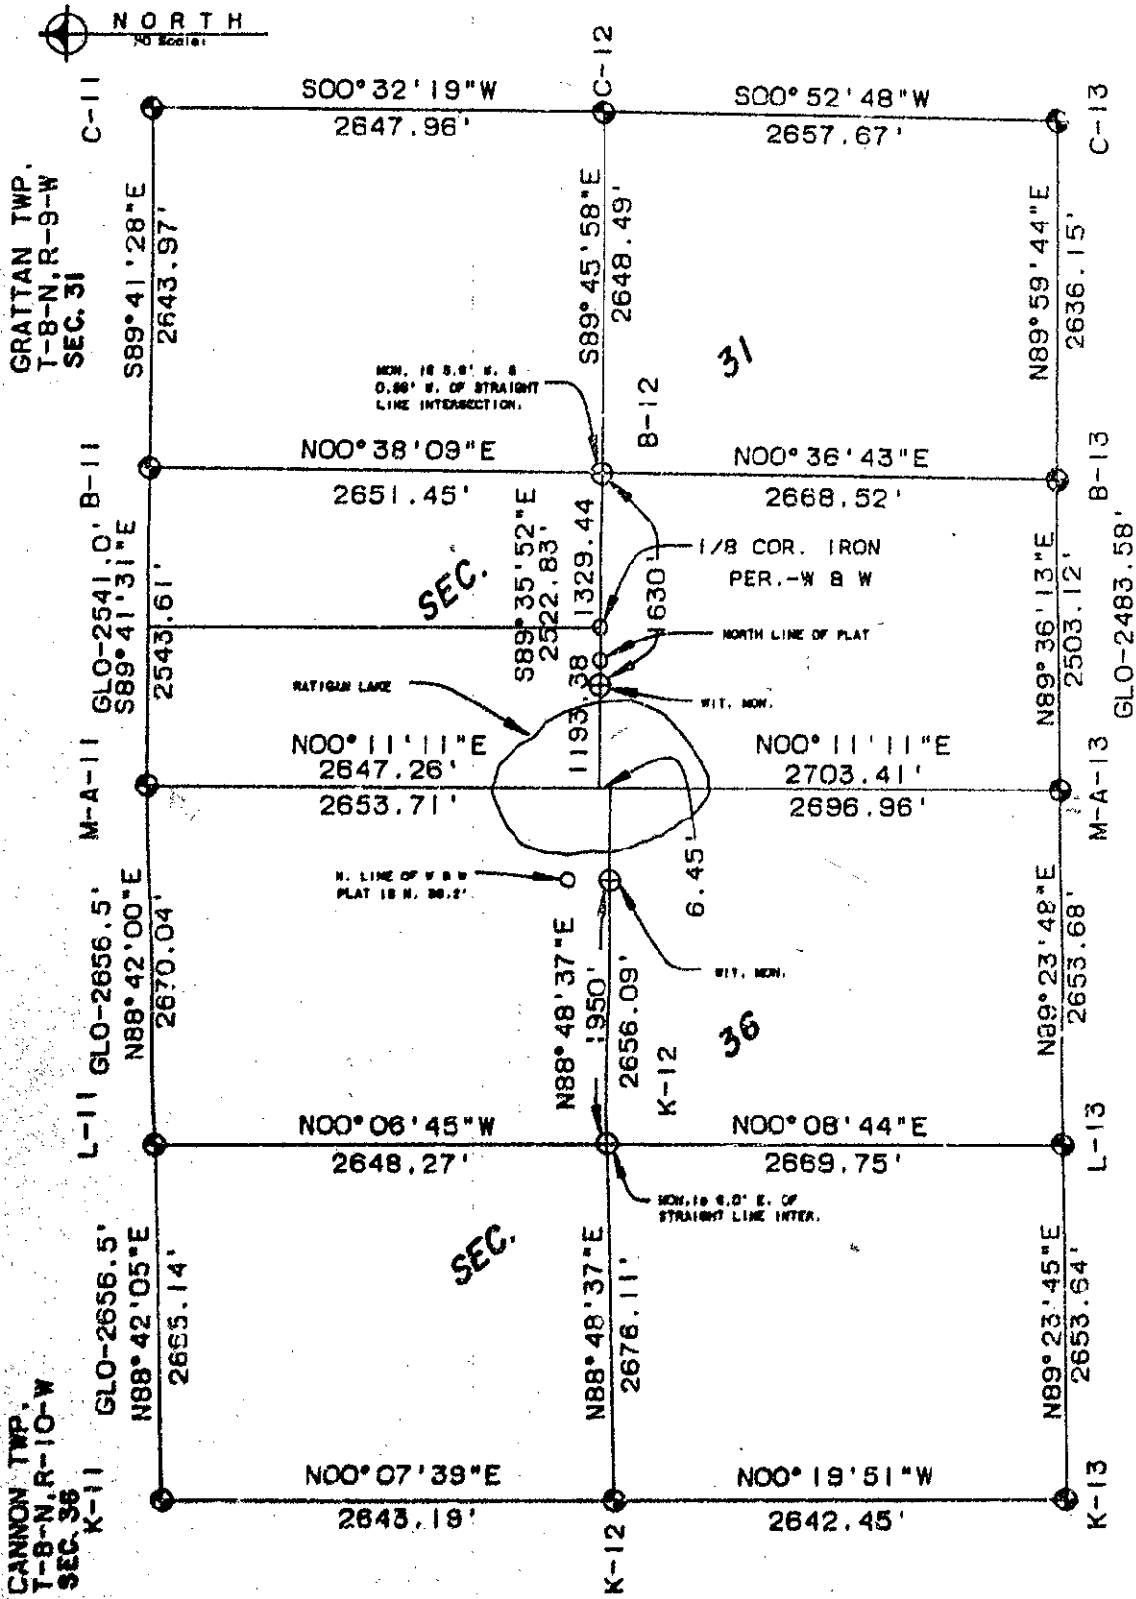 NORTH
No Scale:
C-11
S00°32'19"W
2647.96'
C-12
S00°52'48"W
2657.67'
C-13
GRATTAN TWP.
T-8-N, R-9-W
SEC. 31
S89°41'28"E
2643.97'
S89°45'58"E
2648.49'
N89°59'44"E
2636.15'
31
OF STRAIGHT
LINE INTERSECTION.
B-11
N00°38'09"E
2651.45'
B-12
N00°36'43"E
2668.52'
B-13
GLO-2541.0'
S89°41'31"E
2543.61'
SEC.
S89°35'52"E
2522.83'
1329.44
1630'
1/8 COR. IRON
PER.-W & W
NORTH LINE OF PLAT
WIT. MON.
1193.38
RATIGUN LAKE
N89°36'13"E
2503.12'
GLO-2483.58'
M-A-11
N00°11'11"E
2647.26'
2653.71'
N00°11'11"E
2703.41'
2696.96'
M-A-13
6.45'
N. LINE OF W & W
PLAT IS N. 
WIT. MON.
GLO-2656.5'
N88°42'00"E
2670.04'
N88°48'37"E
1950'
2656.09'
36
N89°23'48"E
2653.68'
L-11
N00°06'45"W
2648.27'
K-12
N00°08'44"E
2669.75'
L-13
MON. IS 6.0' E. OF
STRAIGHT LINE INTER.
SEC.
GLO-2656.5'
N88°42'05"E
2665.14'
N88°48'37"E
2676.11'
N89°23'45"E
2653.64'
CANNON TWP.
T-8-N, R-10-W
SEC. 36
K-11
N00°07'39"E
2643.19'
K-12
N00°19'51"W
2642.45'
K-13